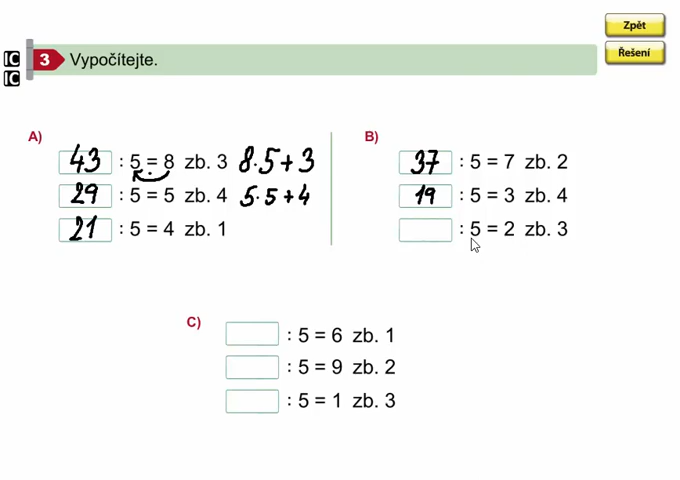 Zpět
Řešení
3 Vypočítejte.
A)
43 : 5 = 8 zb. 3 8·5+3
29 : 5 = 5 zb. 4 5·5+4
21 : 5 = 4 zb. 1
B)
37 : 5 = 7 zb. 2
19 : 5 = 3 zb. 4
: 5 = 2 zb. 3
C)
: 5 = 6 zb. 1
: 5 = 9 zb. 2
: 5 = 1 zb. 3